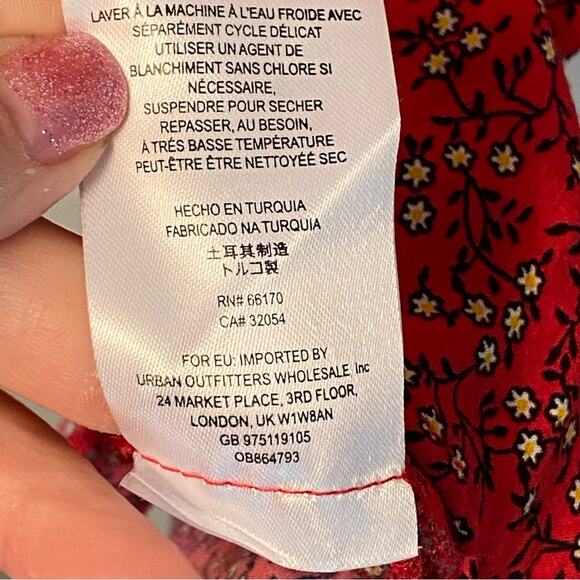 LAVER À LA MACHINE À L'EAU FROIDE AVEC
SÉPARÉMENT CYCLE DÉLICAT
UTILISER UN AGENT DE
BLANCHIMENT SANS CHLORE SI
NÉCESSAIRE,
SUSPENDRE POUR SECHER
REPASSER, AU BESOIN,
À TRÉS BASSE TEMPÉRATURE
PEUT-ÊTRE ÊTRE NETTOYÉE SEC
HECHO EN TURQUIA
FABRICADO NA TURQUIA
土耳其制造
トルコ製
RN# 66170
CA# 32054
FOR EU: IMPORTED BY
URBAN OUTFITTERS WHOLESALE Inc
24 MARKET PLACE, 3RD FLOOR,
LONDON, UK W1W8AN
GB 975119105
OB864793